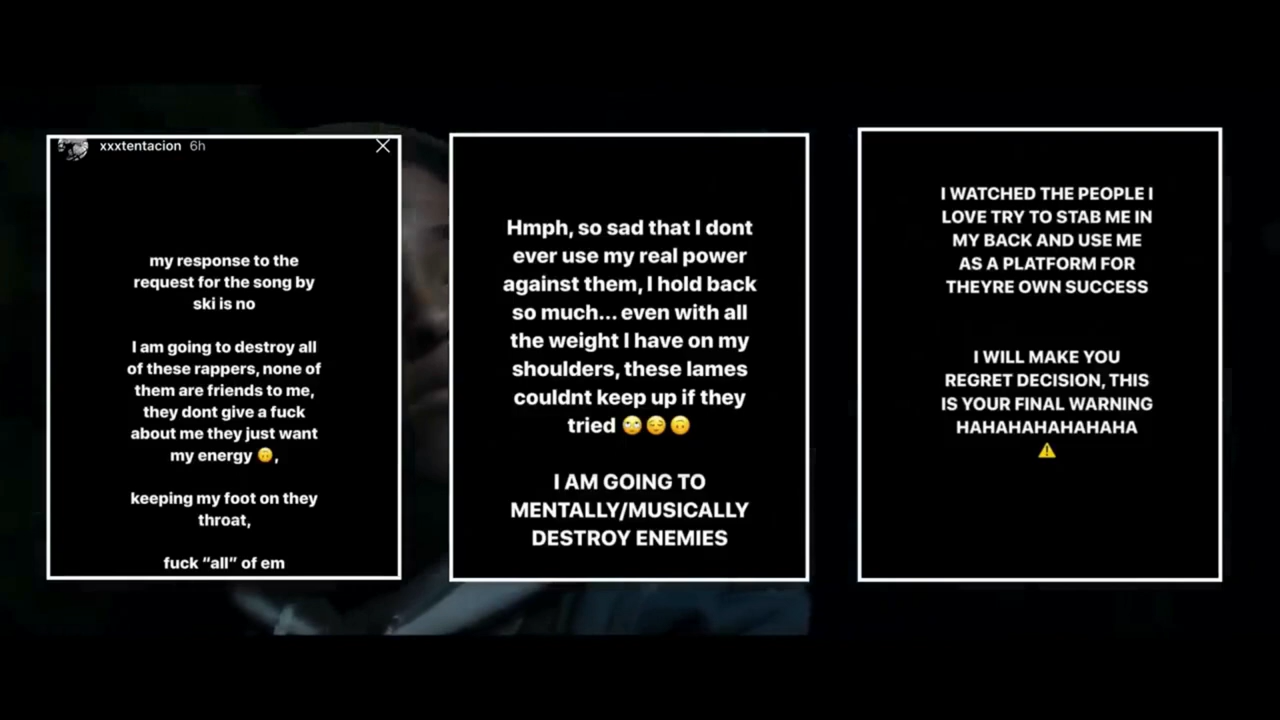 xxxtentacion 6h
my response to the
request for the song by
ski is no
I am going to destroy all
of these rappers, none of
them are friends to me,
they dont give a fuck
about me they just want
my energy 🙃,
keeping my foot on they
throat,
fuck “all” of em
Hmph, so sad that I dont
ever use my real power
against them, I hold back
so much... even with all
the weight I have on my
shoulders, these lames
couldnt keep up if they
tried 🙄😌🙃
I AM GOING TO
MENTALLY/MUSICALLY
DESTROY ENEMIES
I WATCHED THE PEOPLE I
LOVE TRY TO STAB ME IN
MY BACK AND USE ME
AS A PLATFORM FOR
THEYRE OWN SUCCESS
I WILL MAKE YOU
REGRET DECISION, THIS
IS YOUR FINAL WARNING
HAHAHAHAHAHAHA
⚠️